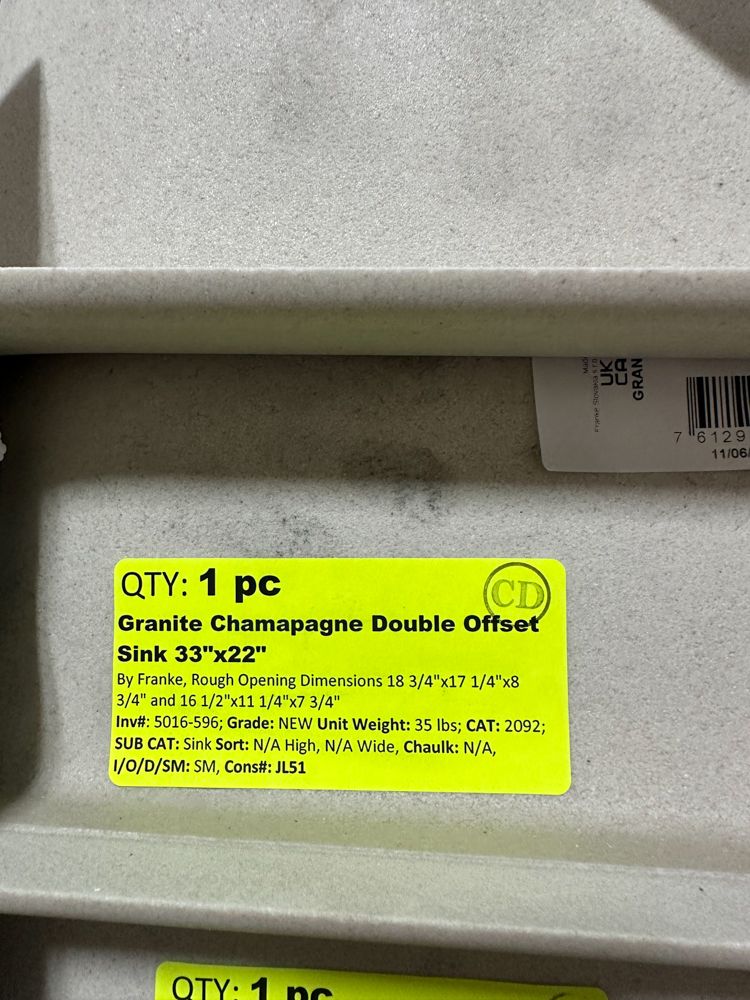 Franke Slovakia s.r.o
UK
CA
GRAN
7 6129
11/06/
QTY: 1 pc
CD
Granite Chamapagne Double Offset
Sink 33"x22"
By Franke, Rough Opening Dimensions 18 3/4"x17 1/4"x8
3/4" and 16 1/2"x11 1/4"x7 3/4"
Inv#: 5016-596; Grade: NEW Unit Weight: 35 lbs; CAT: 2092;
SUB CAT: Sink Sort: N/A High, N/A Wide, Chaulk: N/A,
I/O/D/SM: SM, Cons#: JL51
QTY: 1 pc